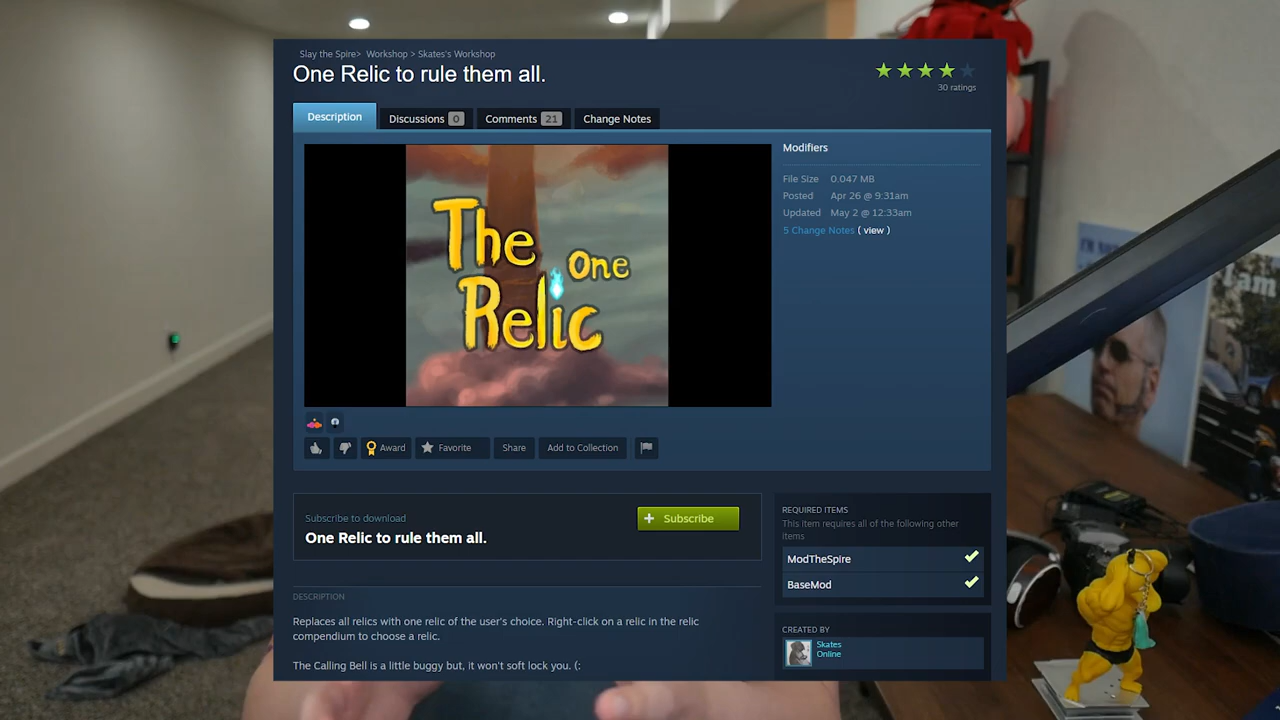 Slay the Spire> Workshop > Skates's Workshop
One Relic to rule them all.
30 ratings
Description
Discussions 0
Comments 21
Change Notes
The
One
Relic
Modifiers
File Size 0.047 MB
Posted Apr 26 @ 9:31am
Updated May 2 @ 12:33am
5 Change Notes ( view )
Award
Favorite
Share
Add to Collection
Subscribe to download
One Relic to rule them all.
+ Subscribe
REQUIRED ITEMS
This item requires all of the following other
items
ModTheSpire
BaseMod
DESCRIPTION
Replaces all relics with one relic of the user's choice. Right-click on a relic in the relic
compendium to choose a relic.
The Calling Bell is a little buggy but, it won't soft lock you. (:
CREATED BY
Skates
Online